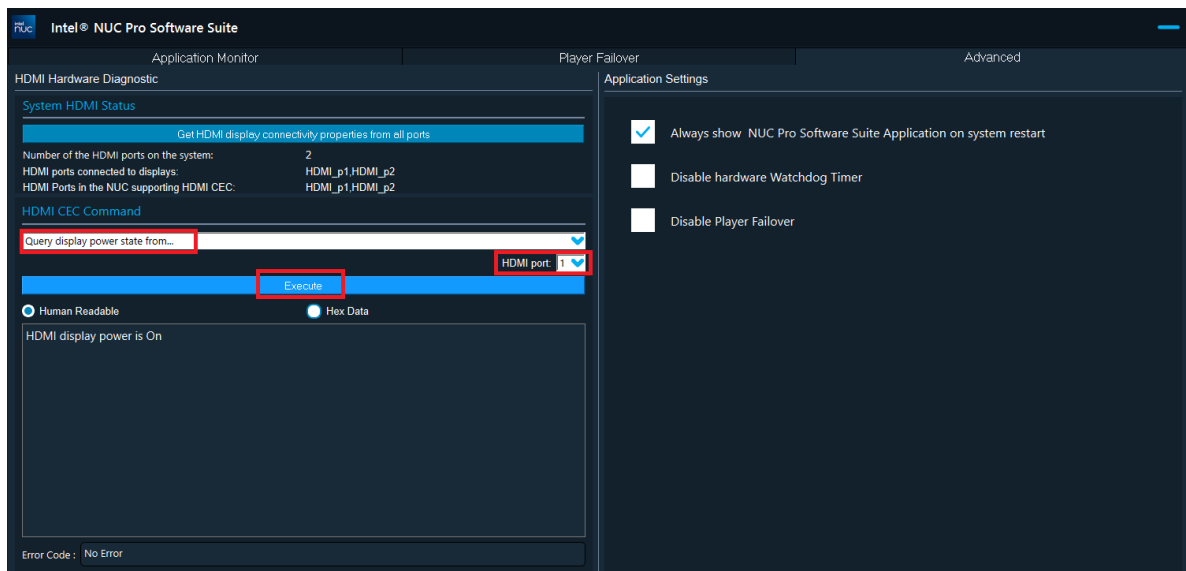 intel
nuc
Intel® NUC Pro Software Suite
Application Monitor
Player Failover
Advanced
HDMI Hardware Diagnostic
System HDMI Status
Get HDMI display connectivity properties from all ports
Number of the HDMI ports on the system: 2
HDMI ports connected to displays: HDMI_p1,HDMI_p2
HDMI Ports in the NUC supporting HDMI CEC: HDMI_p1,HDMI_p2
HDMI CEC Command
Query display power state from...
HDMI port: 1
Execute
Human Readable
Hex Data
HDMI display power is On
Error Code : No Error
Application Settings
Always show NUC Pro Software Suite Application on system restart
Disable hardware Watchdog Timer
Disable Player Failover